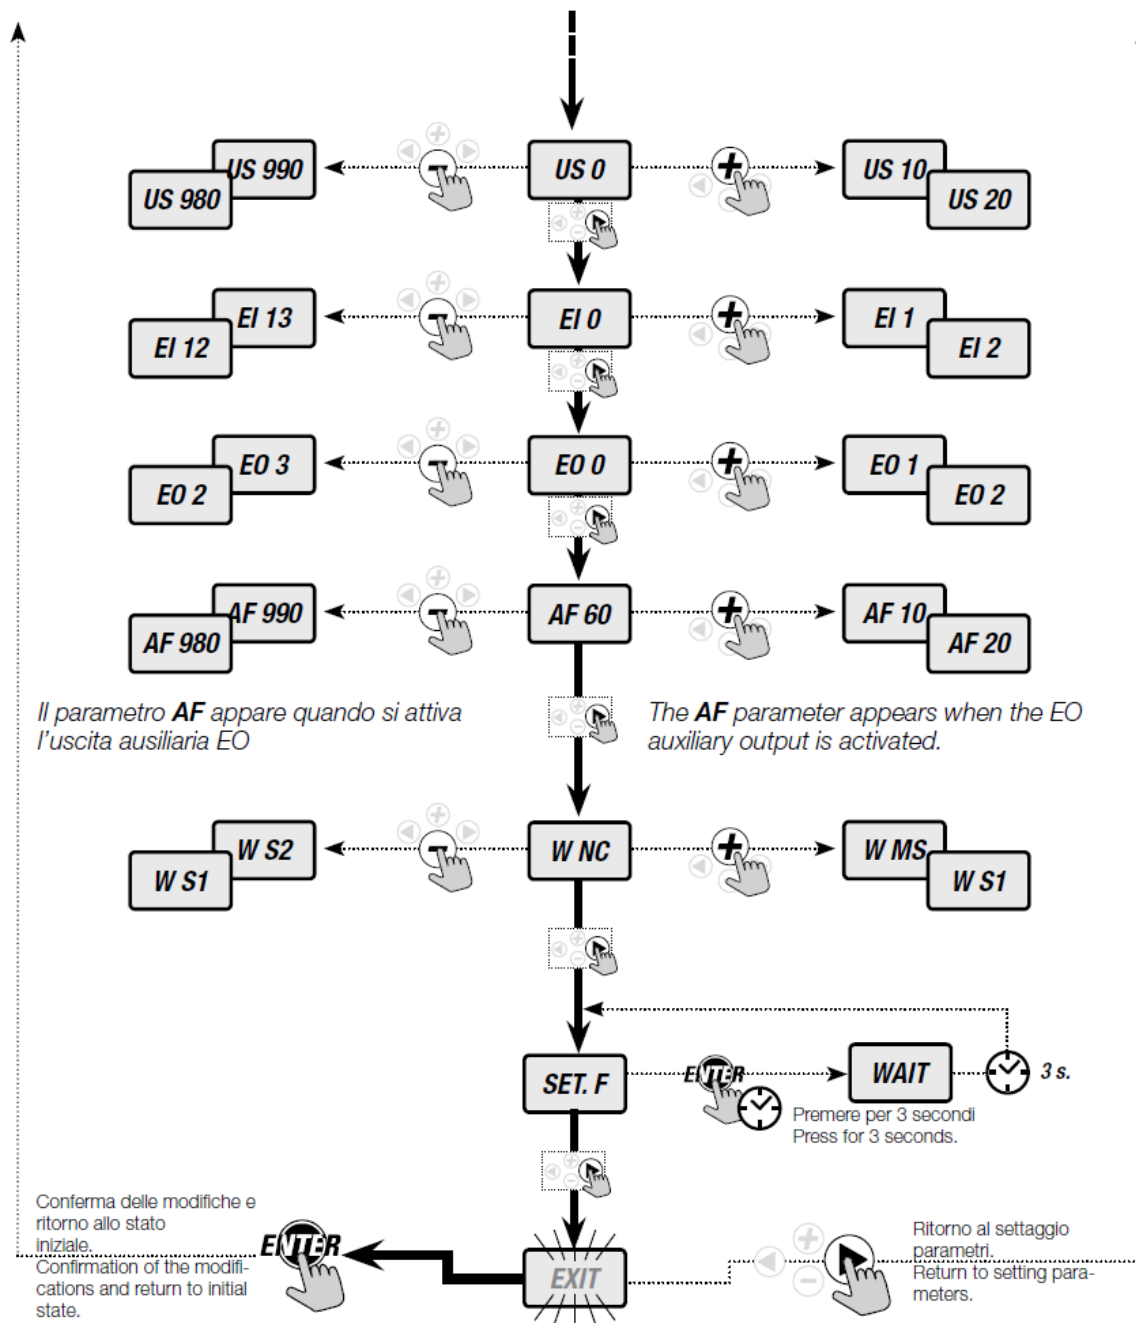 US 990
US 980
US 0
US 10
US 20
EI 13
EI 12
EI 0
EI 1
EI 2
EO 3
EO 2
EO 0
EO 1
EO 2
AF 990
AF 980
AF 60
AF 10
AF 20
Il parametro AF appare quando si attiva
l'uscita ausiliaria EO
The AF parameter appears when the EO
auxiliary output is activated.
W S2
W S1
W NC
W MS
W S1
SET. F
ENTER
WAIT
3 s.
Premere per 3 secondi
Press for 3 seconds.
Conferma delle modifiche e
ritorno allo stato
iniziale.
Confirmation of the modifi-
cations and return to initial
state.
ENTER
EXIT
Ritorno al settaggio
parametri.
Return to setting para-
meters.